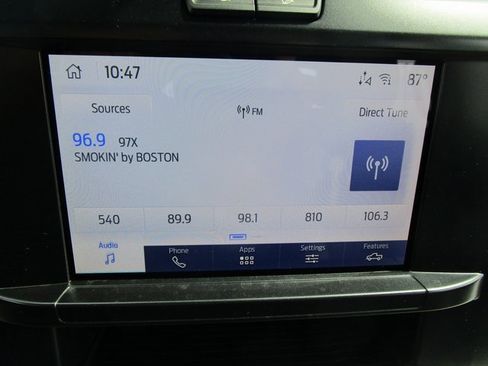 10:47
87°
Sources
FM
Direct Tune
96.9 97X
SMOKIN' by BOSTON
540 89.9 98.1 810 106.3
Audio Phone Apps Settings Features